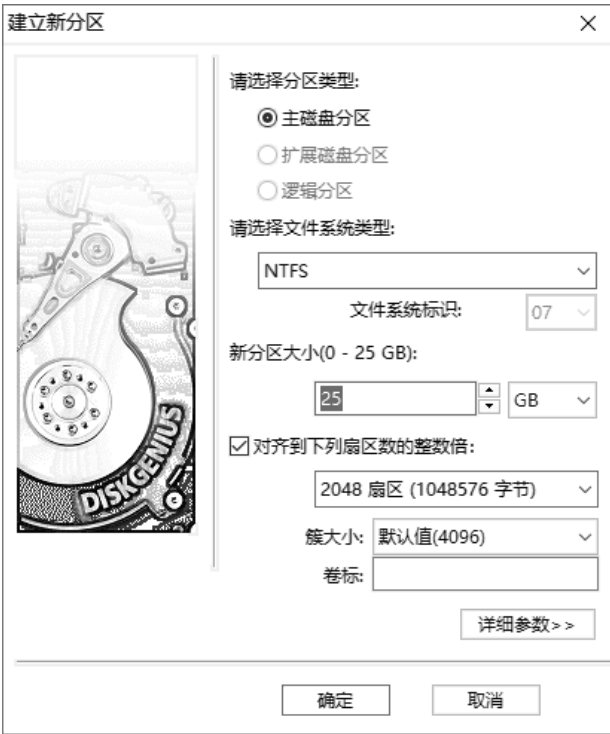 建立新分区
请选择分区类型:
主磁盘分区
扩展磁盘分区
逻辑分区
请选择文件系统类型:
NTFS
文件系统标识: 07
新分区大小(0 - 25 GB):
25 GB
对齐到下列扇区数的整数倍:
2048 扇区 (1048576 字节)
簇大小: 默认值(4096)
卷标:
DISKGENIUS
详细参数>>
确定 取消